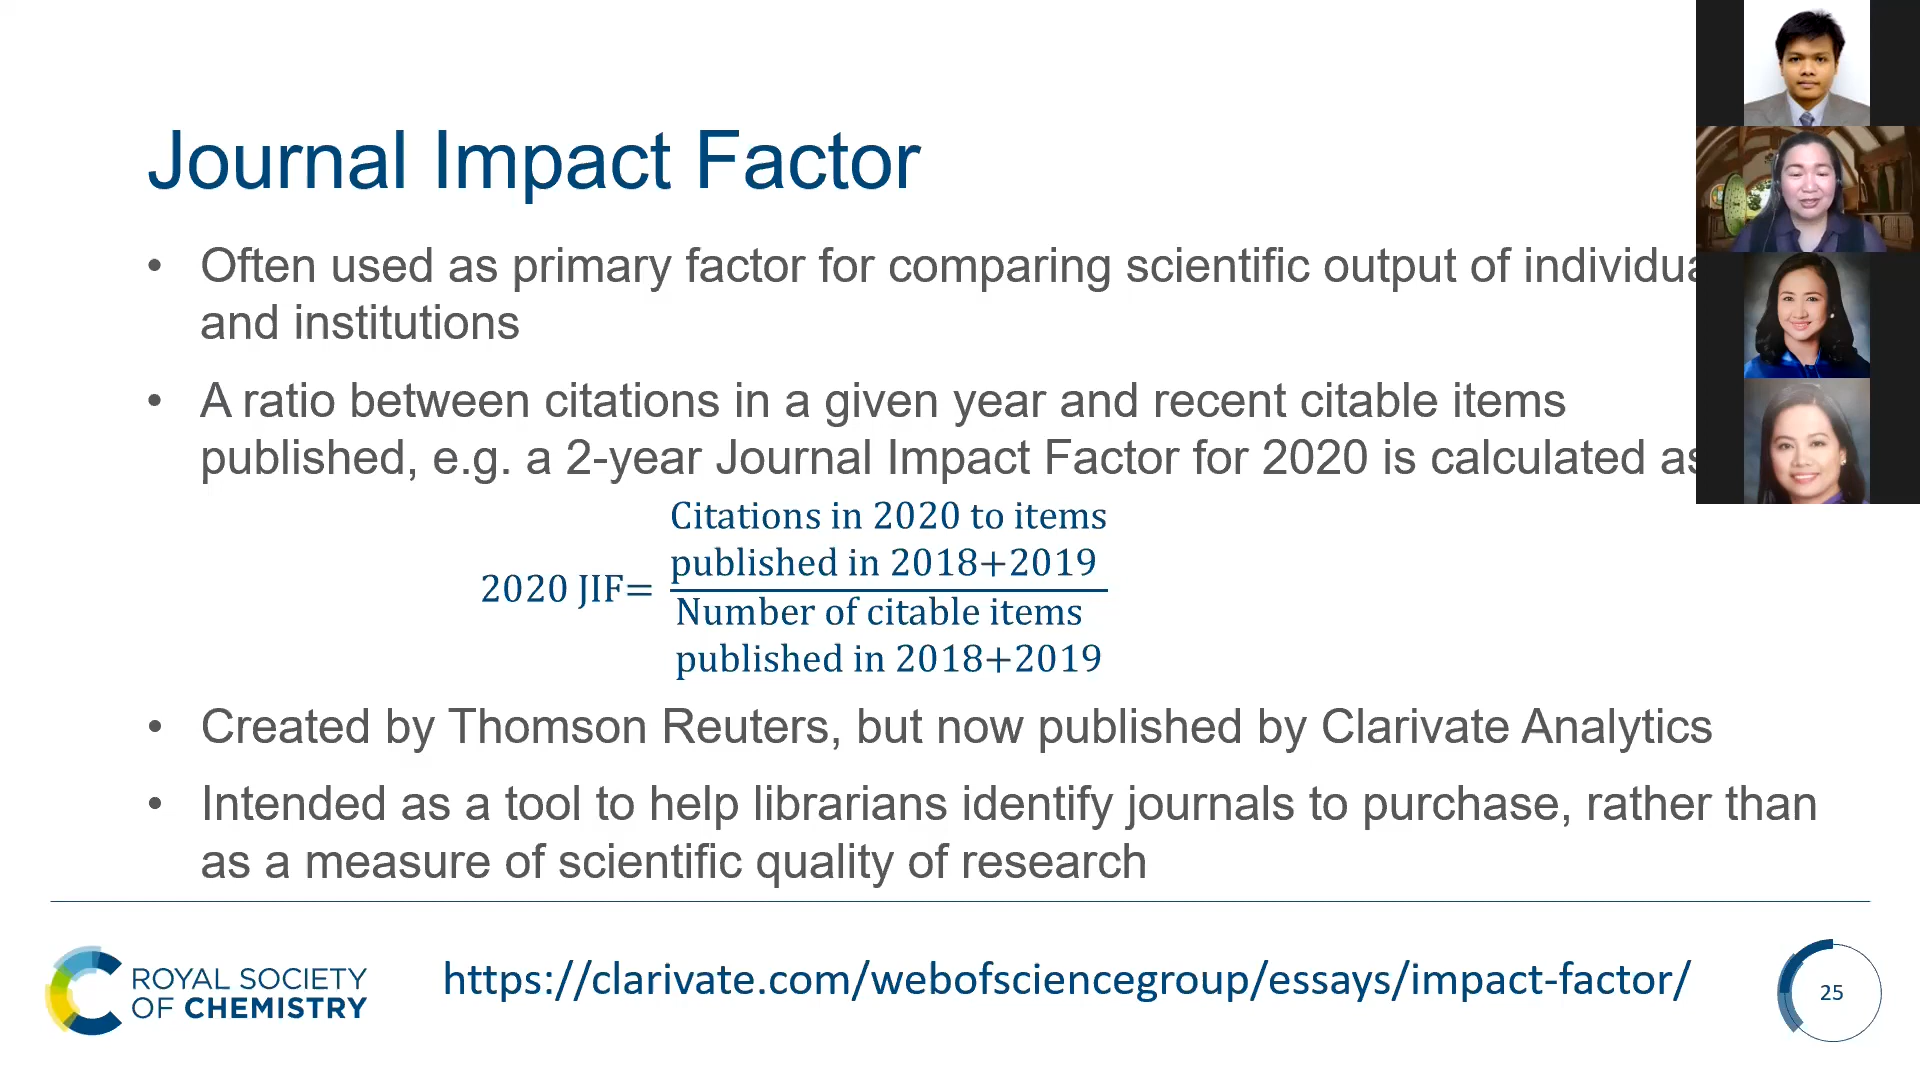 Journal Impact Factor
• Often used as primary factor for comparing scientific output of
and institutions
• A ratio between citations in a given year and recent citable items
published, e.g. a 2-year Journal Impact Factor for 2020 is calculated
Citations in 2020 to items
published in 2018+2019
2020 JIF=
Number of citable items
published in 2018+2019
• Created by Thomson Reuters, but now published by Clarivate Analytics
• Intended as a tool to help librarians identify journals to purchase, rather than
as a measure of scientific quality of research
ROYAL SOCIETY
OF CHEMISTRY
https://clarivate.com/webofsciencegroup/essays/impact-factor/
25